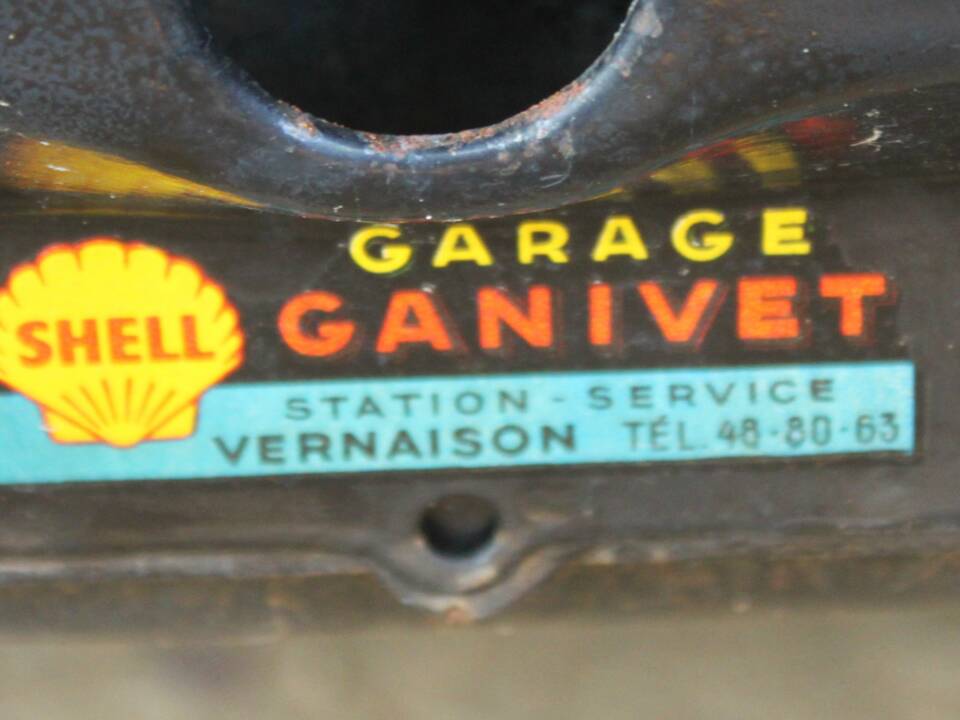 GARAGE
SHELL GANIVET
STATION - SERVICE
VERNAISON TÉL. 48-80-63